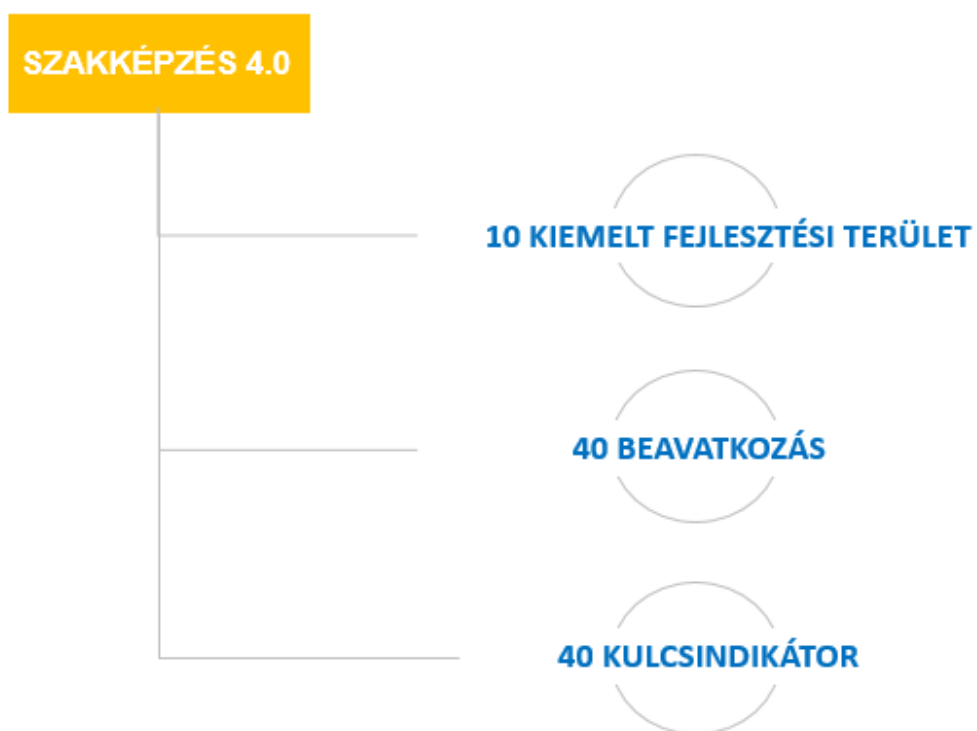 SZAKKÉPZÉS 4.0
10 KIEMELT FEJLESZTÉSI TERÜLET
40 BEAVATKOZÁS
40 KULCSINDIKÁTOR